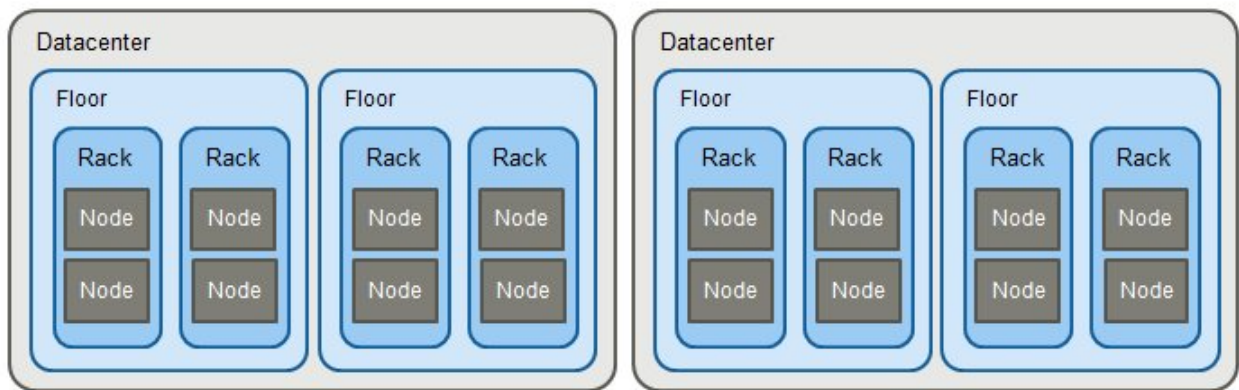 Datacenter Datacenter
Floor Floor Floor Floor
Rack Rack Rack Rack Rack Rack Rack Rack
Node Node Node Node Node Node Node Node
Node Node Node Node Node Node Node Node